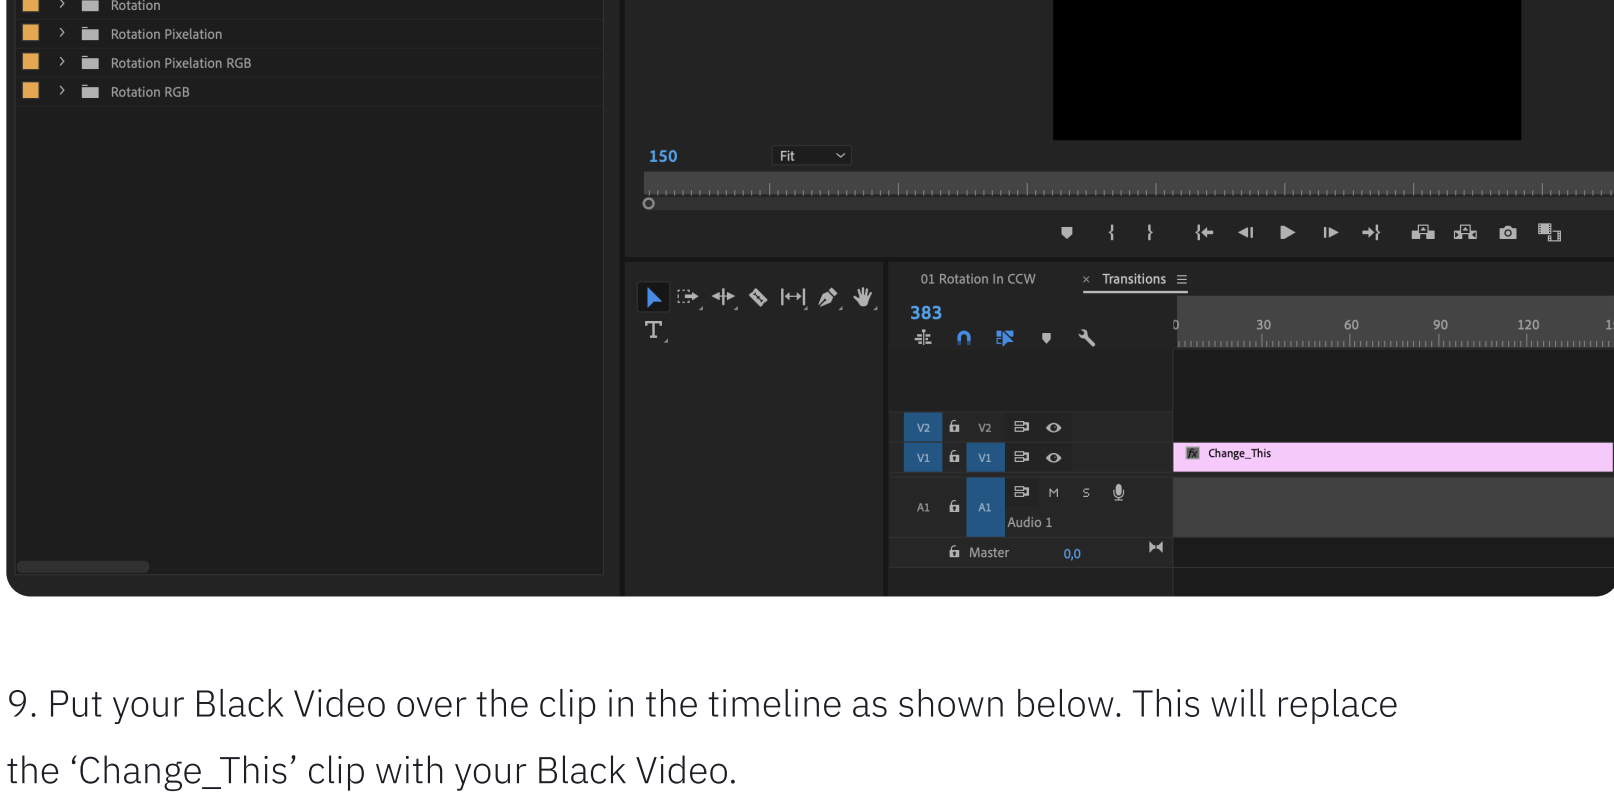 Rotation
Rotation Pixelation
Rotation Pixelation RGB
Rotation RGB
150
Fit
01 Rotation In CCW
× Transitions
383
0 30 60 90 120
V2 V2
V1 V1
fx Change_This
A1 A1 M S
Audio 1
Master 0,0
9. Put your Black Video over the clip in the timeline as shown below. This will replace
the ‘Change_This’ clip with your Black Video.